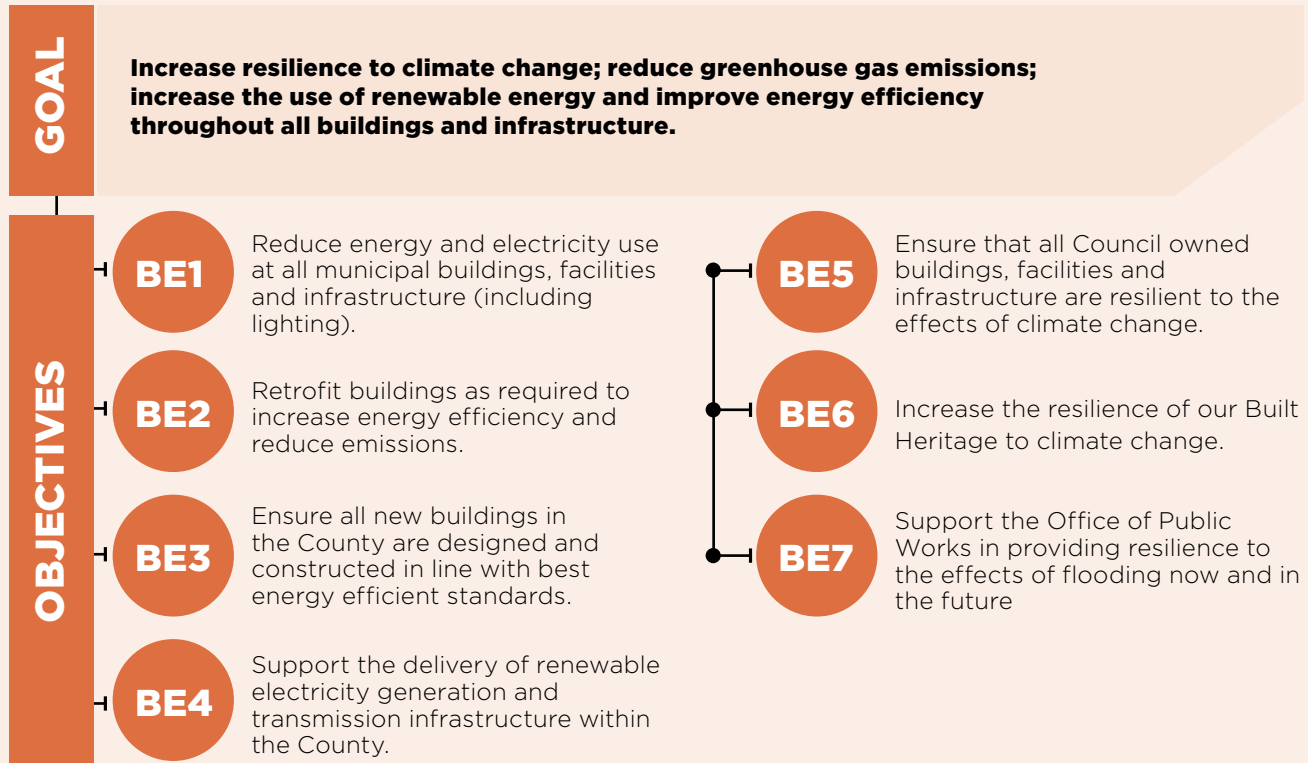 GOAL
Increase resilience to climate change; reduce greenhouse gas emissions;
increase the use of renewable energy and improve energy efficiency
throughout all buildings and infrastructure.
OBJECTIVES
BE1
Reduce energy and electricity use
at all municipal buildings, facilities
and infrastructure (including
lighting).
BE2
Retrofit buildings as required to
increase energy efficiency and
reduce emissions.
BE3
Ensure all new buildings in
the County are designed and
constructed in line with best
energy efficient standards.
BE4
Support the delivery of renewable
electricity generation and
transmission infrastructure within
the County.
BE5
Ensure that all Council owned
buildings, facilities and
infrastructure are resilient to the
effects of climate change.
BE6
Increase the resilience of our Built
Heritage to climate change.
BE7
Support the Office of Public
Works in providing resilience to
the effects of flooding now and in
the future